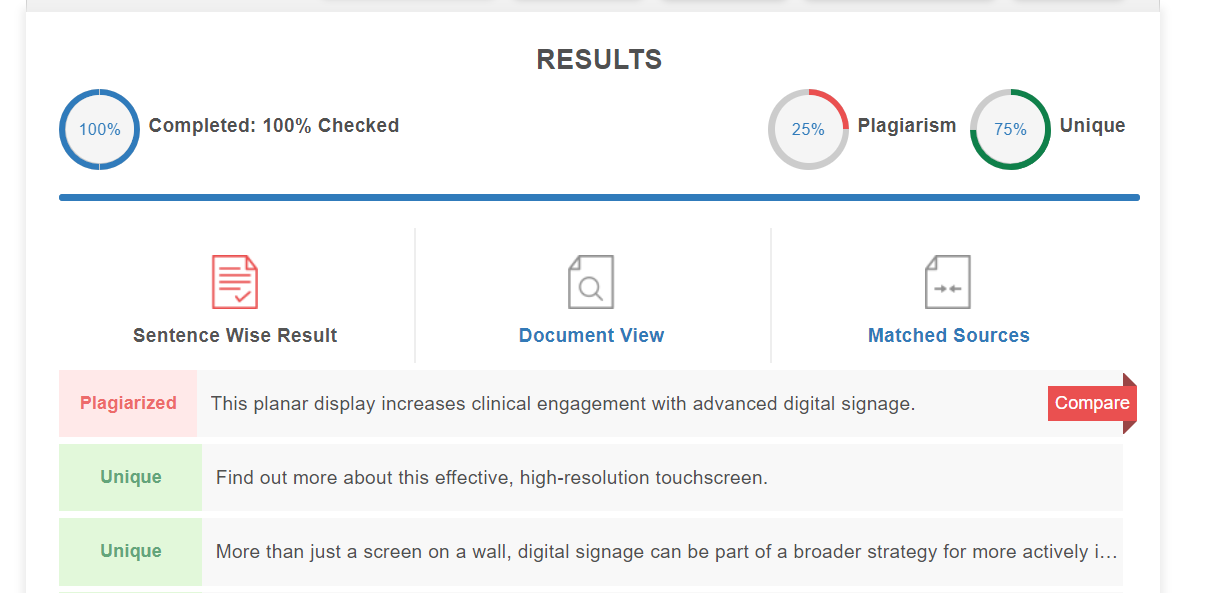 RESULTS
100% Completed: 100% Checked
25% Plagiarism 75% Unique
Sentence Wise Result Document View Matched Sources
Plagiarized This planar display increases clinical engagement with advanced digital signage. Compare
Unique Find out more about this effective, high-resolution touchscreen.
Unique More than just a screen on a wall, digital signage can be part of a broader strategy for more actively i...